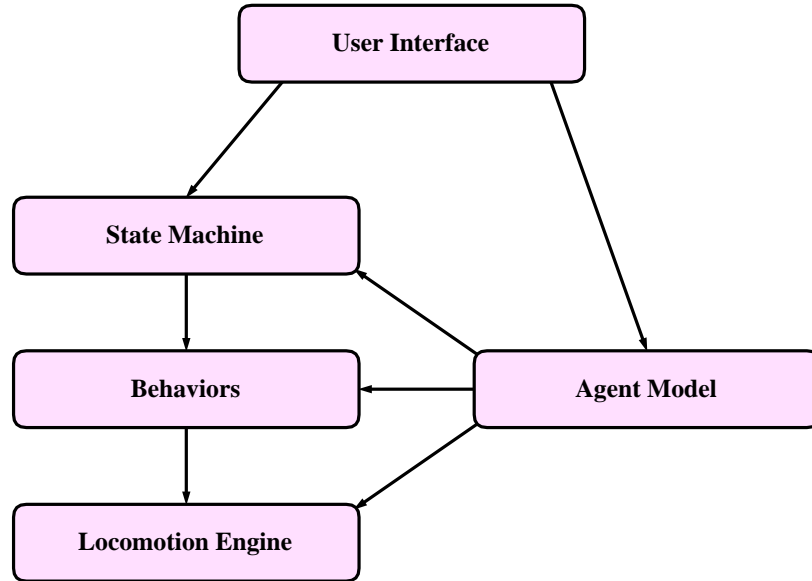 User Interface
State Machine
Behaviors
Agent Model
Locomotion Engine